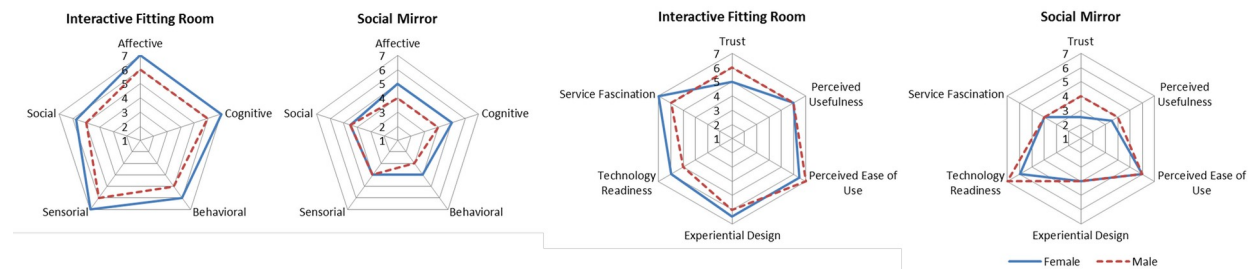 Interactive Fitting Room
Affective
7
6
5
4
3
2
1
Social
Cognitive
Sensorial
Behavioral
Social Mirror
Affective
7
6
5
4
3
2
1
Social
Cognitive
Sensorial
Behavioral
Interactive Fitting Room
Trust
7
6
5
4
3
2
1
Service Fascination
Perceived
Usefulness
Technology
Readiness
Perceived Ease of
Use
Experiential Design
Social Mirror
Trust
7
6
5
4
3
2
1
Service Fascination
Perceived
Usefulness
Technology
Readiness
Perceived Ease of
Use
Experiential Design
Female
Male